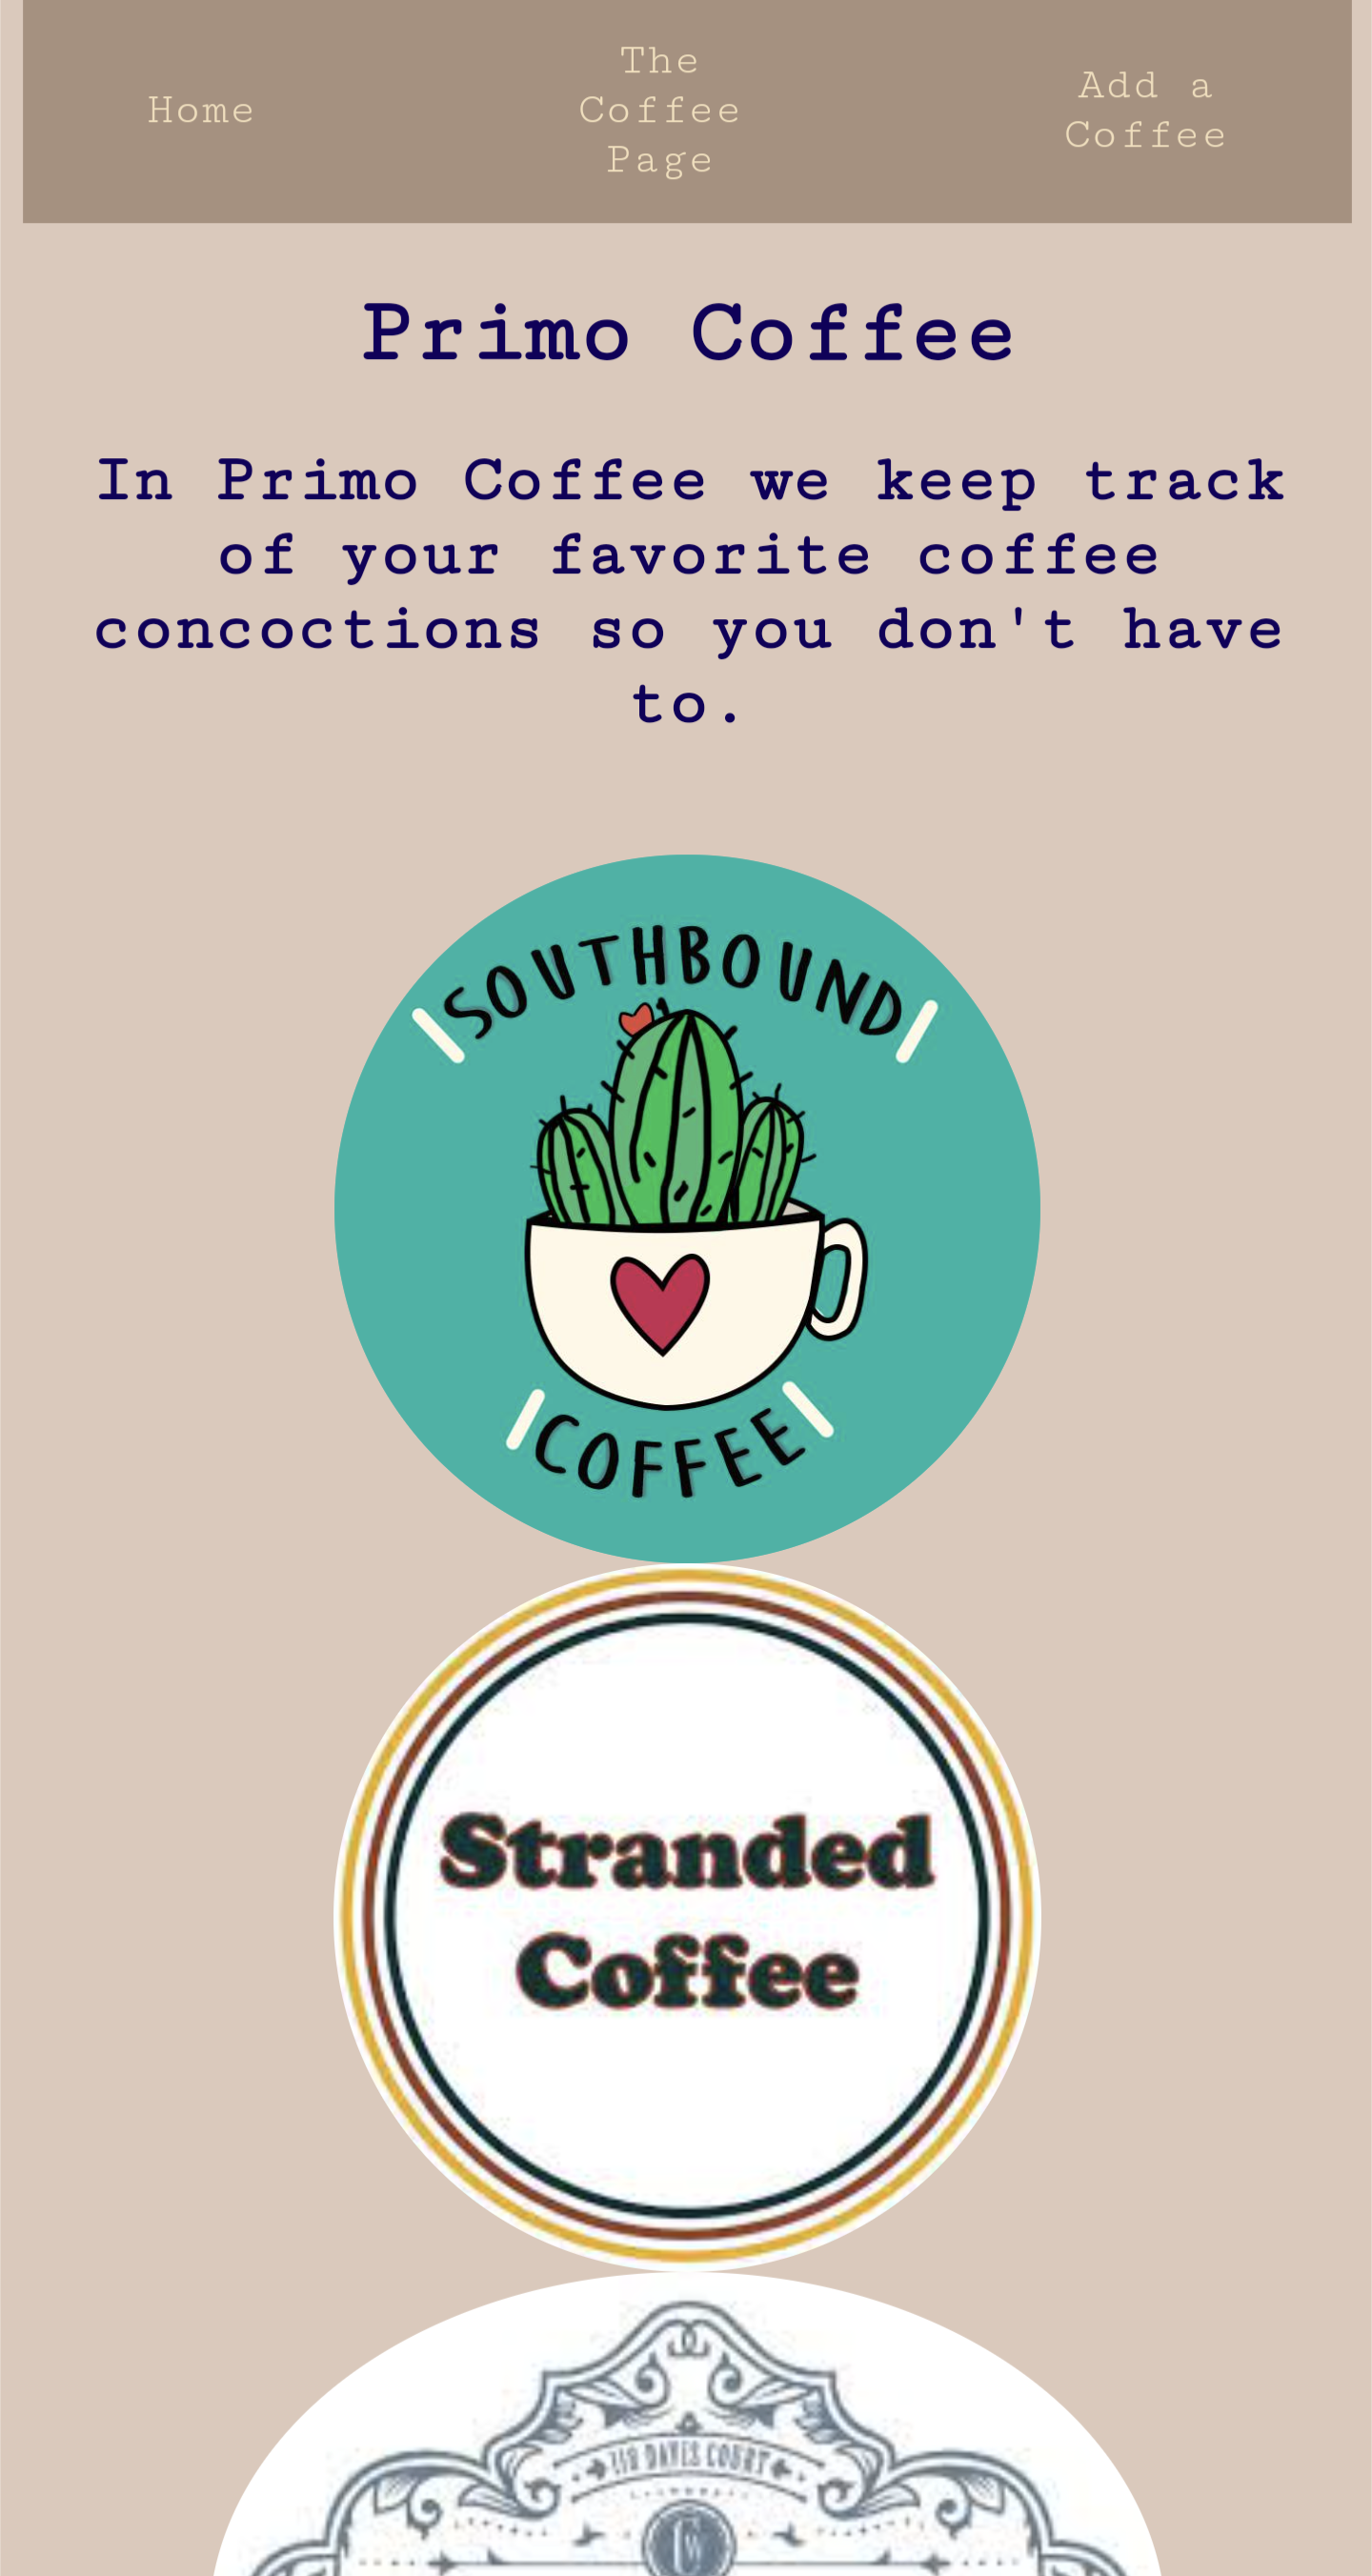 Home
The
Coffee
Page
Add a
Coffee
Primo Coffee
In Primo Coffee we keep track
of your favorite coffee
concoctions so you don't have
to.
SOUTHBOUND
COFFEE
Stranded
Coffee
DAVIS COURT